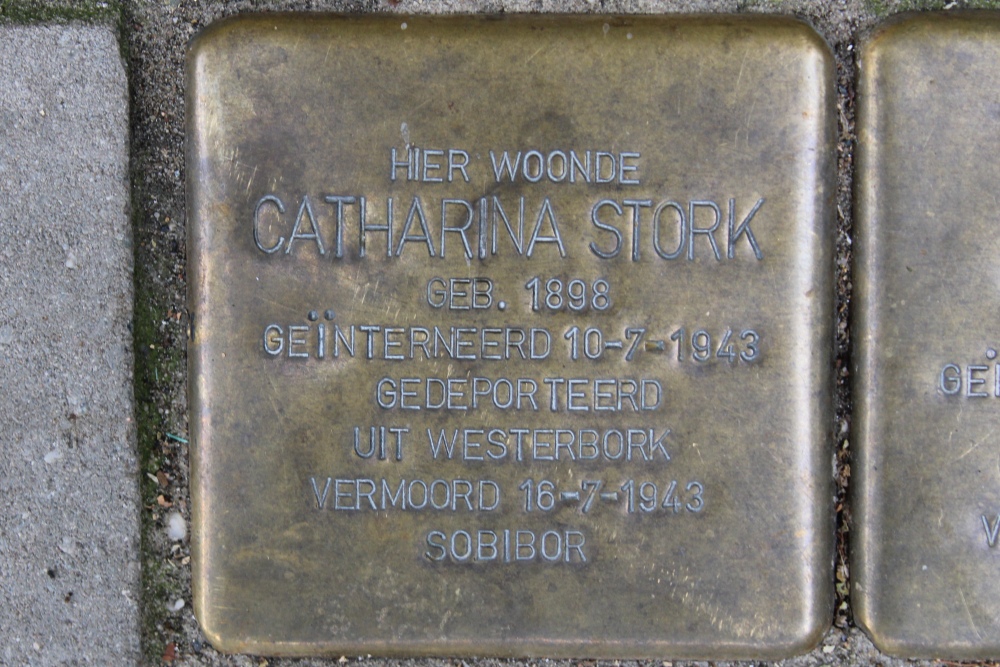 HIER WOONDE
CATHARINA STORK
GEB. 1898
GEÏNTERNEERD 10-7-1943
GEDEPORTEERD
UIT WESTERBORK
VERMOORD 16-7-1943
SOBIBOR